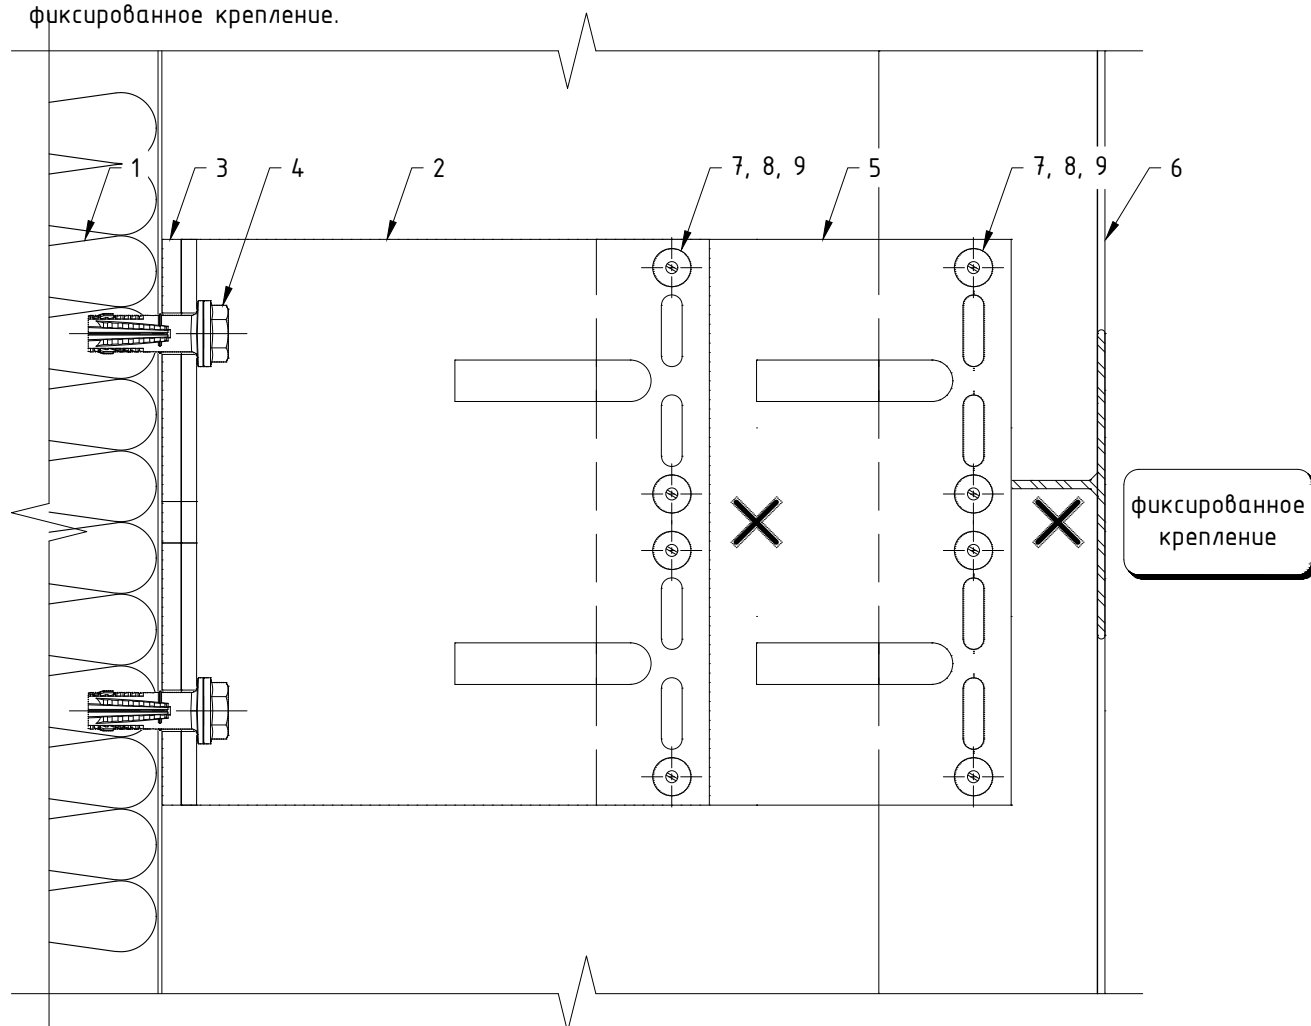 фиксированное крепление.
1
3
4
2
7, 8, 9
5
7, 8, 9
6
фиксированное
крепление